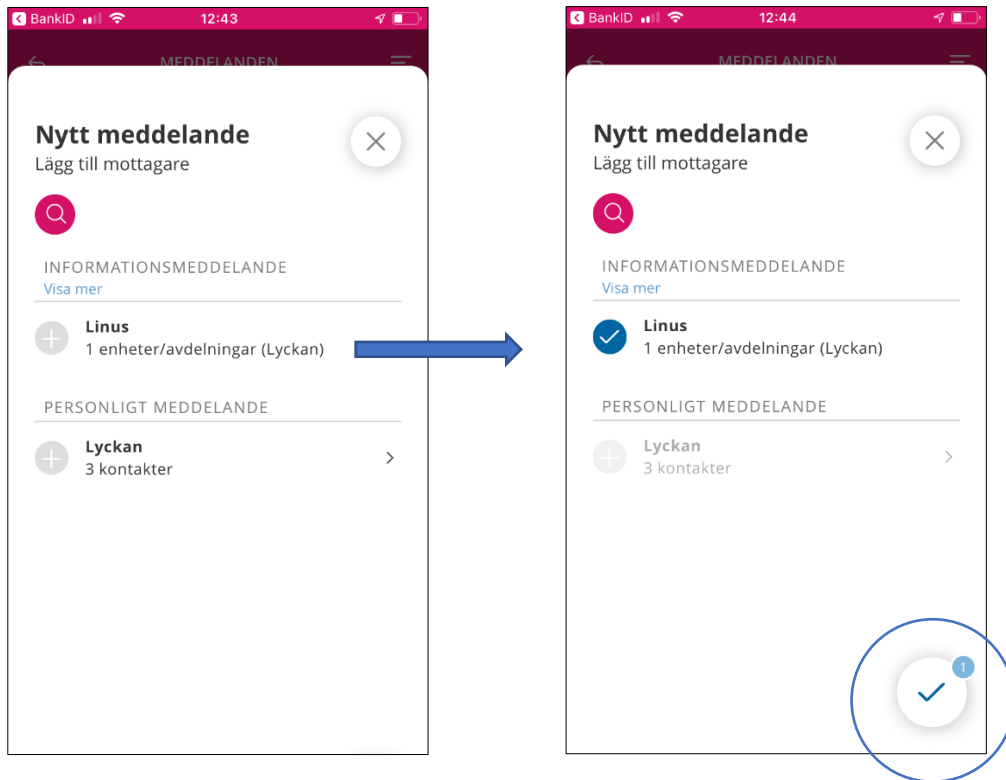 BankID 12:43
MEDDELANDEN
Nytt meddelande
Lägg till mottagare
INFORMATIONSMEDDELANDE
Visa mer
Linus
1 enheter/avdelningar (Lyckan)
PERSONLIGT MEDDELANDE
Lyckan
3 kontakter
BankID 12:44
MEDDELANDEN
Nytt meddelande
Lägg till mottagare
INFORMATIONSMEDDELANDE
Visa mer
Linus
1 enheter/avdelningar (Lyckan)
PERSONLIGT MEDDELANDE
Lyckan
3 kontakter
1